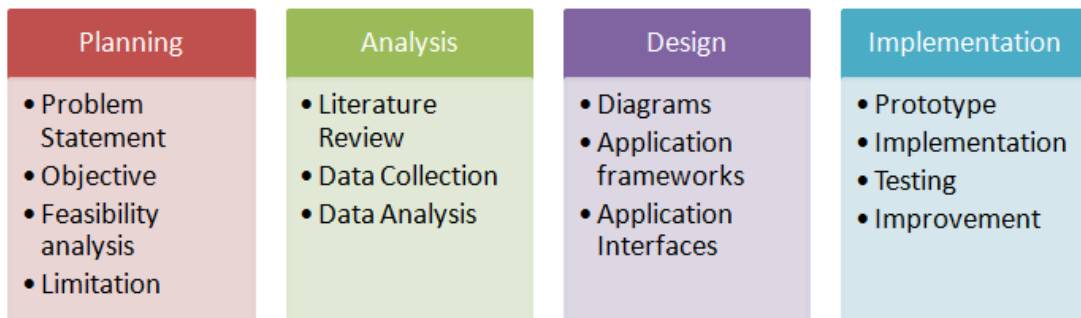 Planning
• Problem
Statement
• Objective
• Feasibility
analysis
• Limitation
Analysis
• Literature
Review
• Data Collection
• Data Analysis
Design
• Diagrams
• Application
frameworks
• Application
Interfaces
Implementation
• Prototype
• Implementation
• Testing
• Improvement